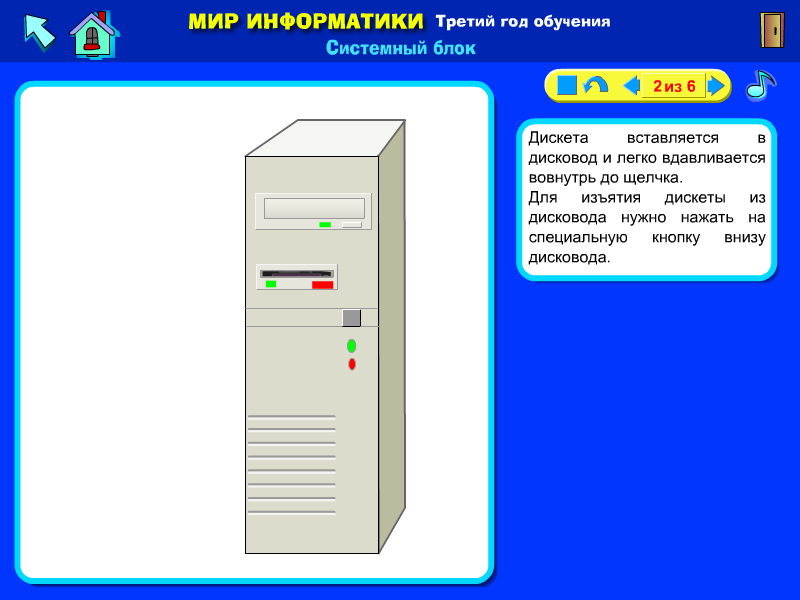 МИР ИНФОРМАТИКИ Третий год обучения
Системный блок
2 из 6
Дискета вставляется в
дисковод и легко вдавливается
вовнутрь до щелчка.
Для изъятия дискеты из
дисковода нужно нажать на
специальную кнопку внизу
дисковода.